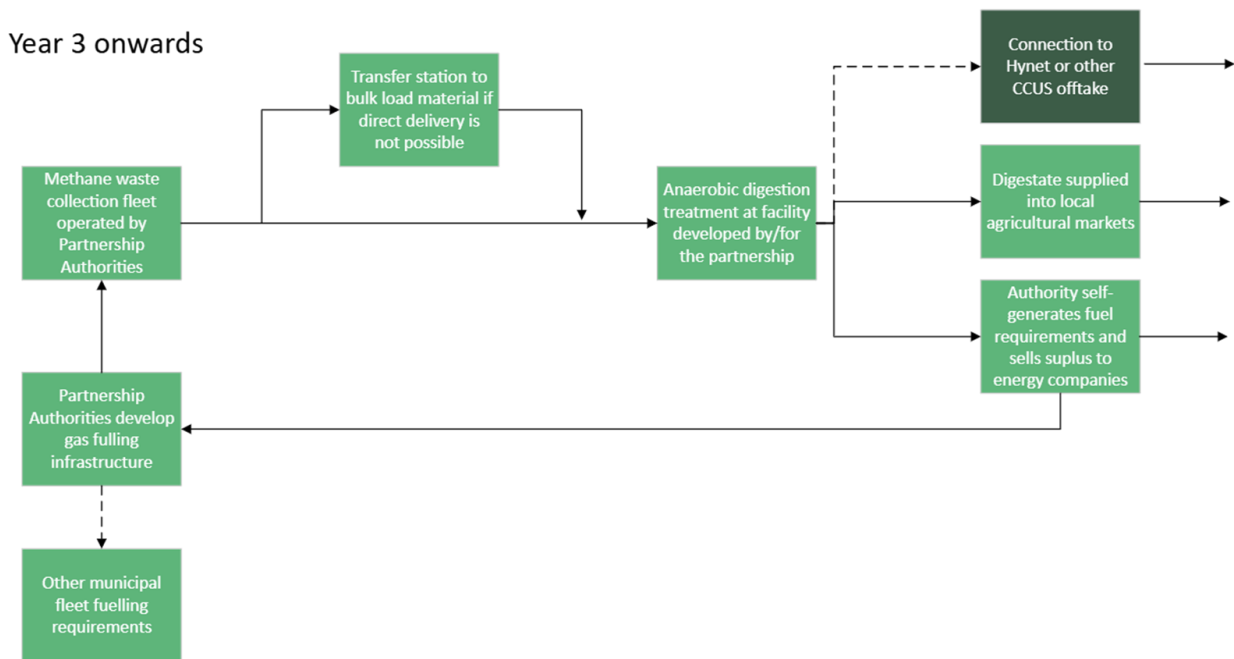 Year 3 onwards
Connection to
Hynet or other
CCUS offtake
Transfer station to
bulk load material if
direct delivery is
not possible
Methane waste
collection fleet
operated by
Partnership
Authorities
Anaerobic digestion
treatment at facility
developed by/for
the partnership
Digestate supplied
into local
agricultural markets
Authority self-
generates fuel
requirements and
sells suplus to
energy companies
Partnership
Authorities develop
gas fulling
infrastructure
Other municipal
fleet fuelling
requirements